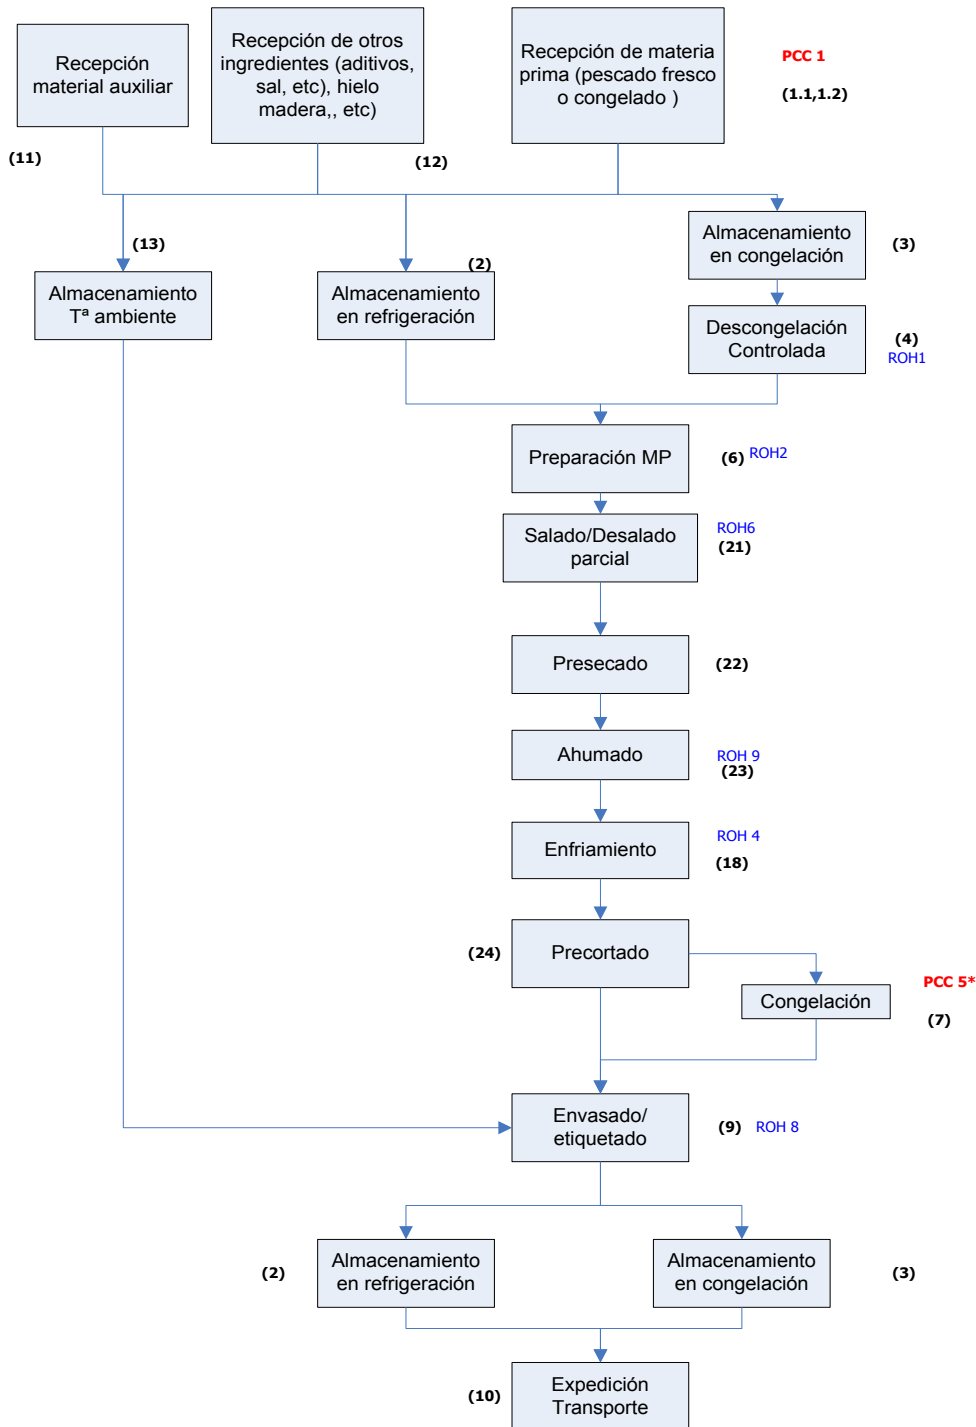 Recepción
material auxiliar
(11)
Recepción de otros
ingredientes (aditivos,
sal, etc), hielo
madera,, etc)
(12)
Recepción de materia
prima (pescado fresco
o congelado )
PCC 1
(1.1,1.2)
(13)
Almacenamiento
Tª ambiente
(2)
Almacenamiento
en refrigeración
Almacenamiento
en congelación
(3)
Descongelación
Controlada
(4)
ROH1
Preparación MP
(6) ROH2
Salado/Desalado
parcial
ROH6
(21)
Presecado
(22)
Ahumado
ROH 9
(23)
Enfriamiento
ROH 4
(18)
(24)
Precortado
Congelación
PCC 5*
(7)
Envasado/
etiquetado
(9) ROH 8
(2)
Almacenamiento
en refrigeración
Almacenamiento
en congelación
(3)
(10)
Expedición
Transporte